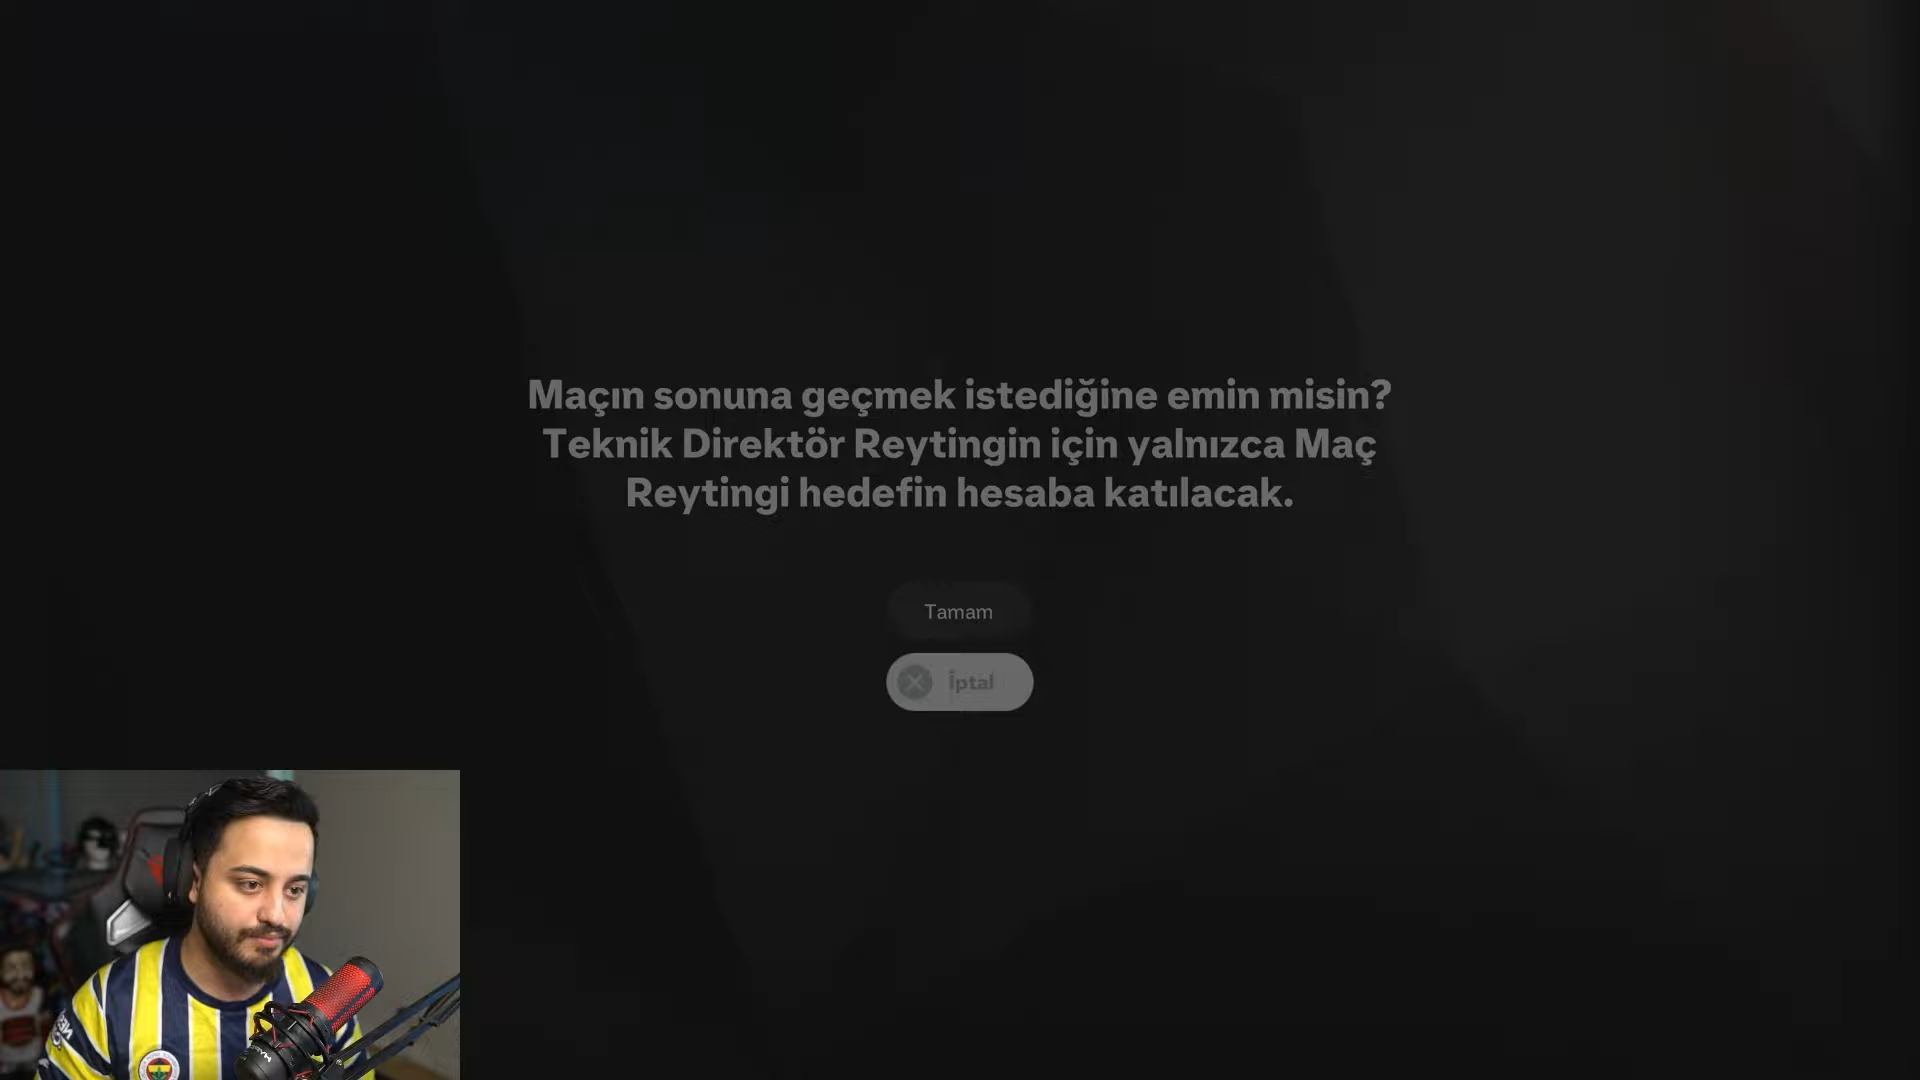 Maçın sonuna geçmek istediğine emin misin?
Teknik Direktör Reytingin için yalnızca Maç
Reytingi hedefin hesaba katılacak.
Tamam
İptal